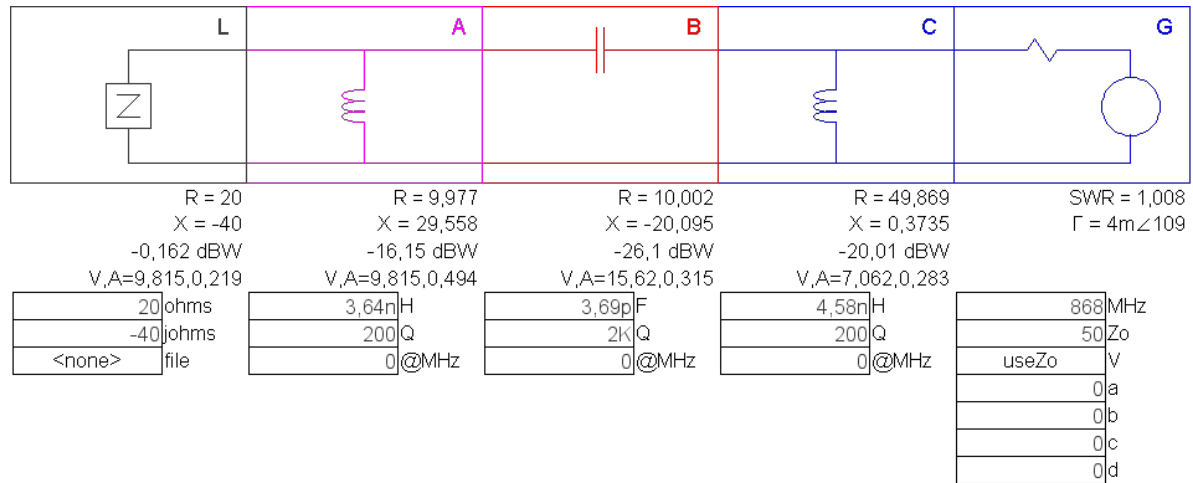 L
A
B
C
G
Z
R = 20
X = -40
-0,162 dBW
V,A=9,815,0,219
R = 9,977
X = 29,558
-16,15 dBW
V,A=9,815,0,494
R = 10,002
X = -20,095
-26,1 dBW
V,A=15,62,0,315
R = 49,869
X = 0,3735
-20,01 dBW
V,A=7,062,0,283
SWR = 1,008
Γ = 4m∠109
20 ohms
-40 johms
<none> file
3,64n H
200 Q
0 @MHz
3,69p F
2K Q
0 @MHz
4,58n H
200 Q
0 @MHz
868 MHz
50 Zo
useZo V
0 a
0 b
0 c
0 d